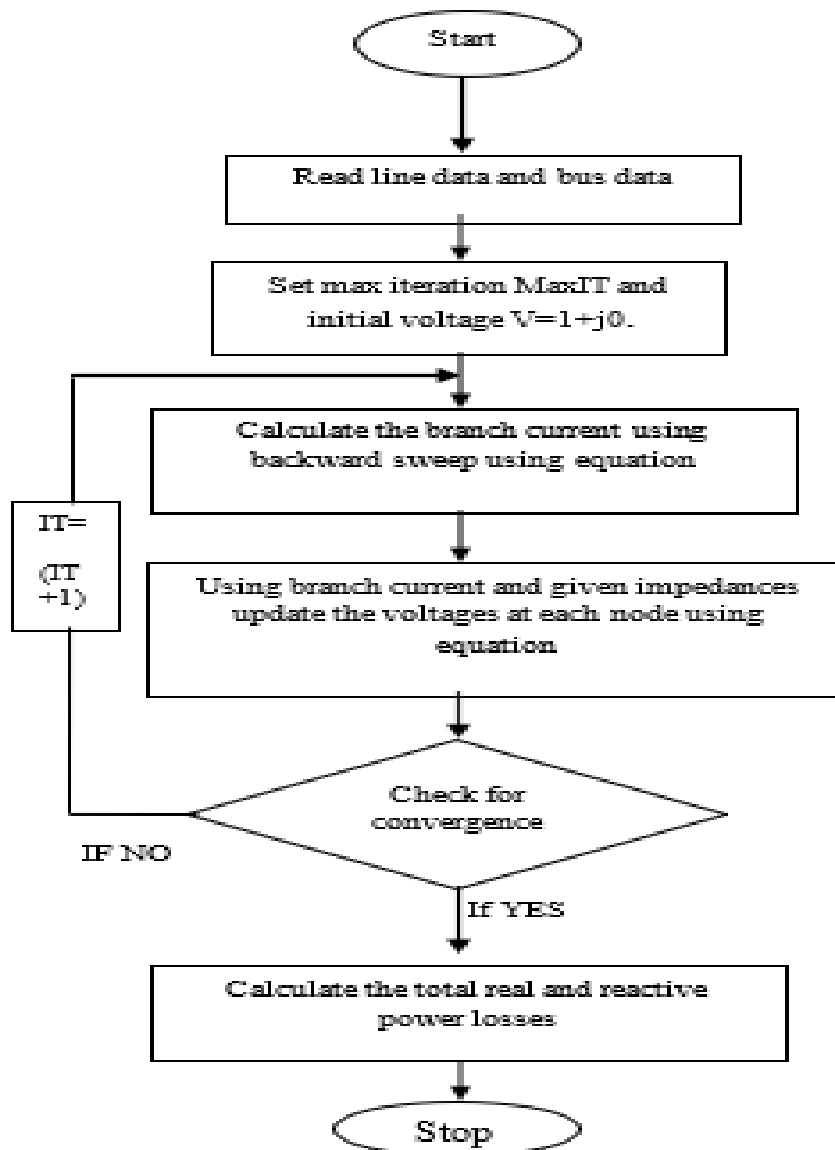 Start
Read line data and bus data
Set max iteration MaxIT and
initial voltage V=1+j0.
Calculate the branch current using
backward sweep using equation
IT=
(IT
+1)
Using branch current and given impedances
update the voltages at each node using
equation
Check for
convergence
IF NO
If YES
Calculate the total real and reactive
power losses
Stop